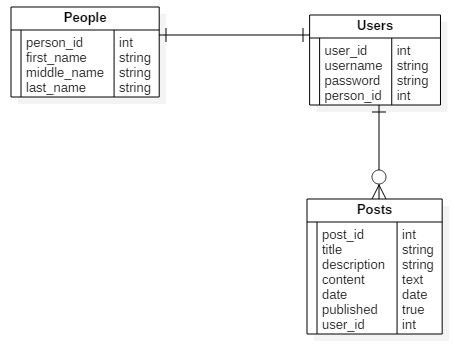 People
person_id int
first_name string
middle_name string
last_name string
Users
user_id int
username string
password string
person_id int
Posts
post_id int
title string
description string
content text
date date
published true
user_id int